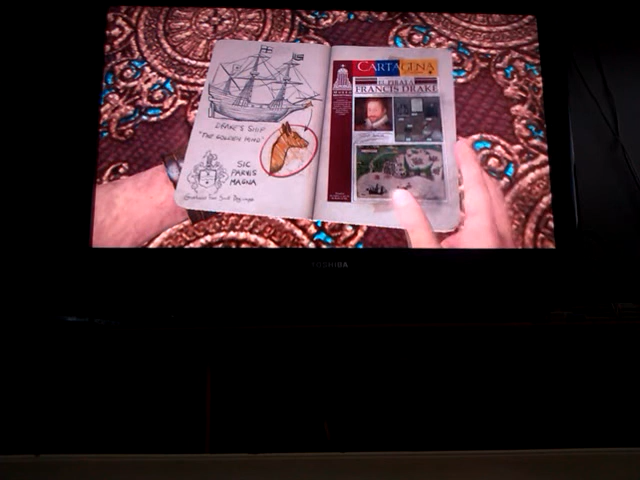 DRAKE'S SHIP
"THE GOLDEN HIND"
SIC
PARVIS
MAGNA
CARTAGENA
EL PIRATA
FRANCIS DRAKE
TOSHIBA